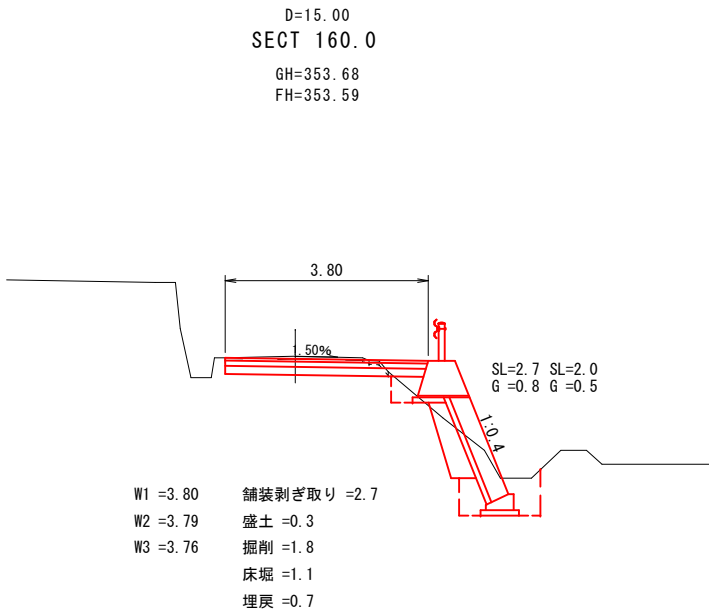 D=15.00
SECT 160.0
GH=353.68
FH=353.59
3.80
1.50%
SL=2.7 SL=2.0
G =0.8 G =0.5
1:0.4
W1 =3.80 舗装剥ぎ取り =2.7
W2 =3.79 盛土 =0.3
W3 =3.76 掘削 =1.8
床堀 =1.1
埋戻 =0.7